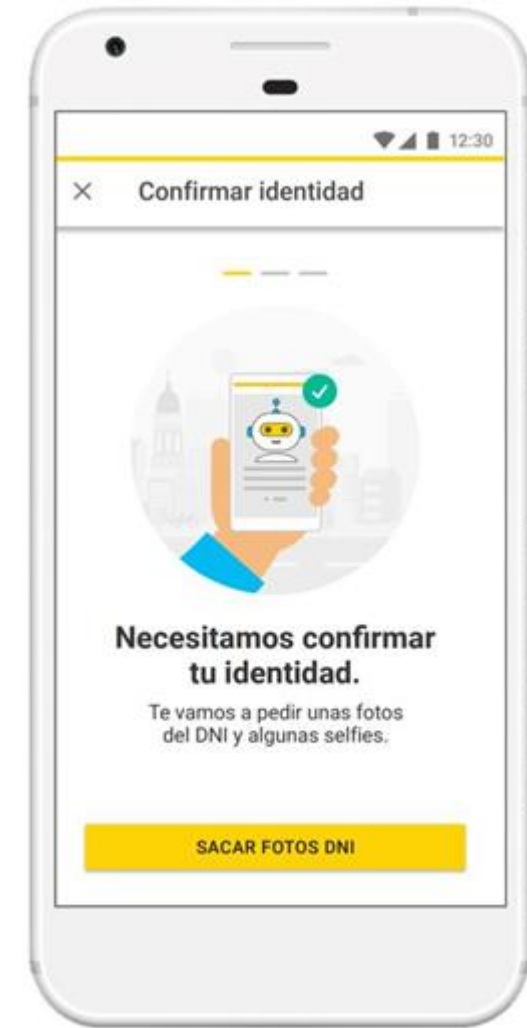 12:30
Confirmar identidad
Necesitamos confirmar
tu identidad.
Te vamos a pedir unas fotos
del DNI y algunas selfies.
SACAR FOTOS DNI